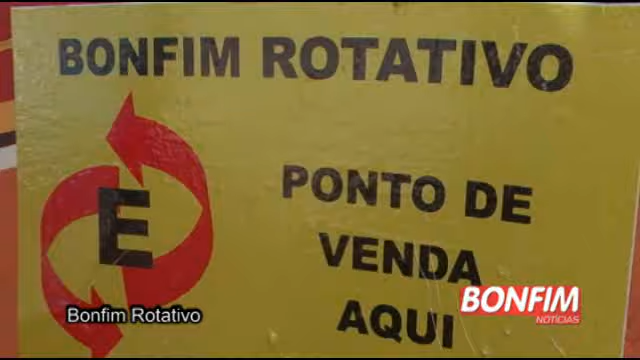 BONFIM ROTATIVO
E
PONTO DE
VENDA
AQUI
Bonfim Rotativo
BONFIM
NOTÍCIAS